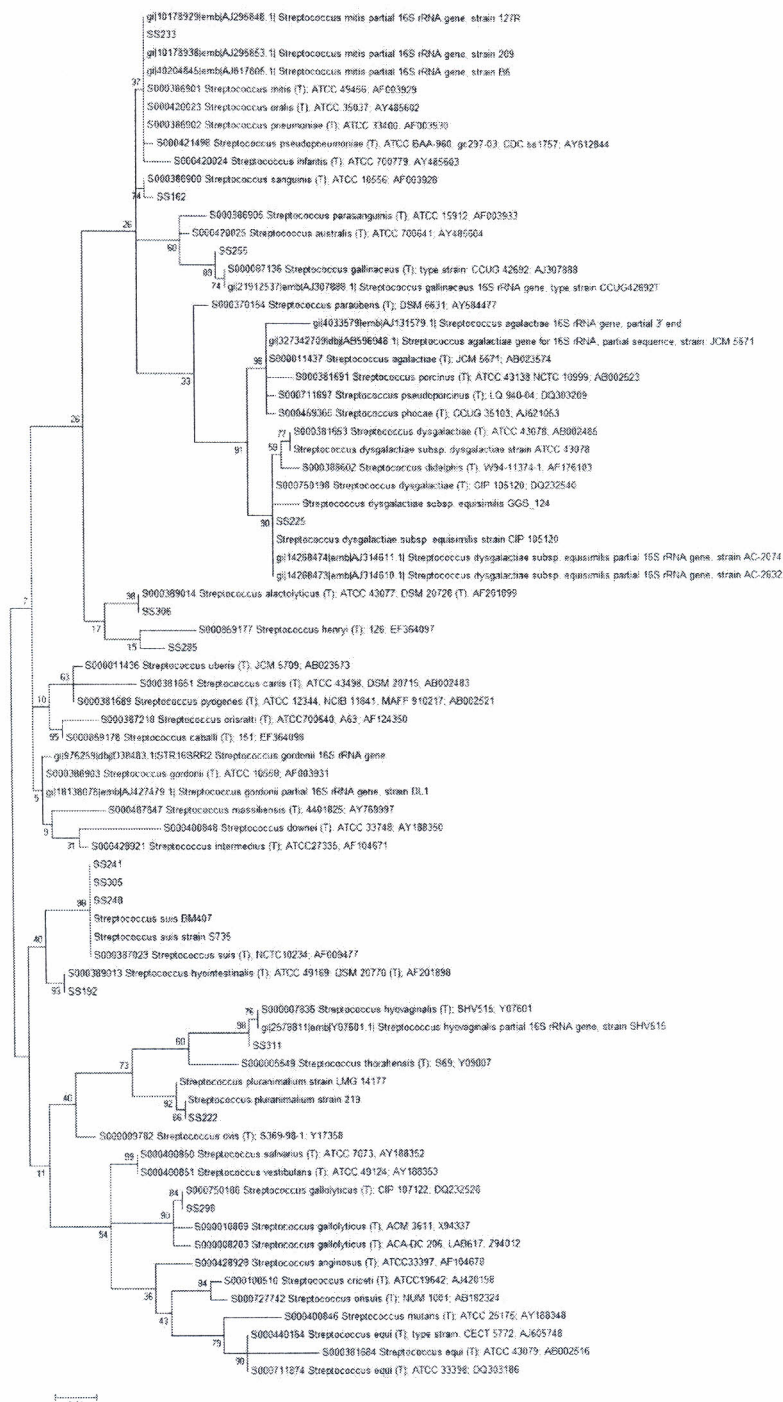 gi|10178929|emb|AJ295848.1| Streptococcus mitis partial 16S rRNA gene, strain 127R
SS233
gi|10178936|emb|AJ295853.1| Streptococcus mitis partial 16S rRNA gene, strain 209
gi|40204845|emb|AJ617805.1| Streptococcus mitis partial 16S rRNA gene, strain B6
97
S000386901 Streptococcus mitis (T); ATCC 49456; AF003929
S000420023 Streptococcus oralis (T); ATCC 35037; AY485602
S000386902 Streptococcus pneumoniae (T); ATCC 33400; AF003930
S000421498 Streptococcus pseudopneumoniae (T); ATCC BAA-960; gc297-03; CDC ss1757; AY612844
S000420024 Streptococcus infantis (T); ATCC 700779; AY485603
S000386900 Streptococcus sanguinis (T); ATCC 10556; AF003928
74 SS162
S000386905 Streptococcus parasanguinis (T); ATCC 15912; AF003933
26
S000420025 Streptococcus australis (T); ATCC 700641; AY485604
60
SS255
89 S000087136 Streptococcus gallinaceus (T); type strain: CCUG 42692; AJ307888
74 gi|21912537|emb|AJ307888.1| Streptococcus gallinaceus 16S rRNA gene, type strain CCUG42692T
S000370154 Streptococcus paraubens (T); DSM 6631; AY584477
gi|4033579|emb|AJ131579.1| Streptococcus agalactiae 16S rRNA gene, partial 3' end
gi|327342709|dbj|AB596948.1| Streptococcus agalactiae gene for 16S rRNA, partial sequence, strain: JCM 5671
98 S000011437 Streptococcus agalactiae (T); JCM 5671; AB023574
33 S000381691 Streptococcus porcinus (T); ATCC 43138 NCTC 10999; AB002523
S000711697 Streptococcus pseudoporcinus (T); LQ 940-04; DQ303209
S000459365 Streptococcus phocae (T); CCUG 35103; AJ621053
26
77 S000381653 Streptococcus dysgalactiae (T); ATCC 43078; AB002485
91 59 Streptococcus dysgalactiae subsp. dysgalactiae strain ATCC 43078
S000388602 Streptococcus didelphis (T); W94-11374-1; AF176103
S000750198 Streptococcus dysgalactiae (T); CIP 105120; DQ232540
Streptococcus dysgalactiae subsp. equisimilis GGS_124
90 SS225
Streptococcus dysgalactiae subsp. equisimilis strain CIP 105120
gi|14268474|emb|AJ314611.1| Streptococcus dysgalactiae subsp. equisimilis partial 16S rRNA gene, strain AC-2074
gi|14268473|emb|AJ314610.1| Streptococcus dysgalactiae subsp. equisimilis partial 16S rRNA gene, strain AC-2632
98 S000389014 Streptococcus alactolyticus (T); ATCC 43077; DSM 20728 (T); AF201899
7 SS306
17 S000869177 Streptococcus henryi (T); 126; EF364097
15 SS285
S000011436 Streptococcus uberis (T); JCM 5709; AB023573
63 S000381651 Streptococcus canis (T); ATCC 43496, DSM 20715; AB002483
10 S000381689 Streptococcus pyogenes (T); ATCC 12344, NCIB 11841, MAFF 910217; AB002521
S000387218 Streptococcus orisratti (T); ATCC700640; A63; AF124350
95 S000869178 Streptococcus caballi (T); 151; EF364098
gi|976259|dbj|D38483.1|STR16SRR2 Streptococcus gordonii 16S rRNA gene
S000386903 Streptococcus gordonii (T); ATCC 10558; AF003931
5 gi|18138078|emb|AJ427479.1| Streptococcus gordonii partial 16S rRNA gene, strain DL1
S000487847 Streptococcus massiliensis (T); 4401825; AY769997
9 S000400848 Streptococcus downei (T); ATCC 33748; AY188350
31 S000428921 Streptococcus intermedius (T); ATCC27335; AF104671
SS241
SS305
SS248
99 Streptococcus suis BM407
Streptococcus suis strain S735
40 S000387023 Streptococcus suis (T); NCTC10234; AF009477
S000389013 Streptococcus hyointestinalis (T); ATCC 49169; DSM 20770 (T); AF201898
93 SS192
76 S000007835 Streptococcus hyovaginalis (T); SHV515; Y07601
98 gi|2578811|emb|Y07601.1| Streptococcus hyovaginalis partial 16S rRNA gene, strain SHV515
60 SS311
S000005549 Streptococcus thoraltensis (T); S69; Y09007
73
Streptococcus pluranimalium strain LMG 14177
92 Streptococcus pluranimalium strain 219
40 66 SS222
S000009782 Streptococcus ovis (T); S369-98-1; Y17358
99 S000400850 Streptococcus salivarius (T); ATCC 7073; AY188352
11 S000400851 Streptococcus vestibularis (T); ATCC 49124; AY188353
84 S000750186 Streptococcus gallolyticus (T); CIP 107122; DQ232528
90 SS298
54 S000010869 Streptococcus gallolyticus (T); ACM 3611; X94337
S000008203 Streptococcus gallolyticus (T); ACA-DC 206; LAB617; Z94012
S000428929 Streptococcus anginosus (T); ATCC33397; AF104678
36 84 S000100510 Streptococcus criceti (T); ATCC19642; AJ420198
43 S000727742 Streptococcus orisuis (T); NUM 1001; AB182324
S000400846 Streptococcus mutans (T); ATCC 25175; AY188348
79 S000440164 Streptococcus equi (T); type strain: CECT 5772; AJ605748
90 S000381684 Streptococcus equi (T); ATCC 43079; AB002516
S000711874 Streptococcus equi (T); ATCC 33398; DQ303186